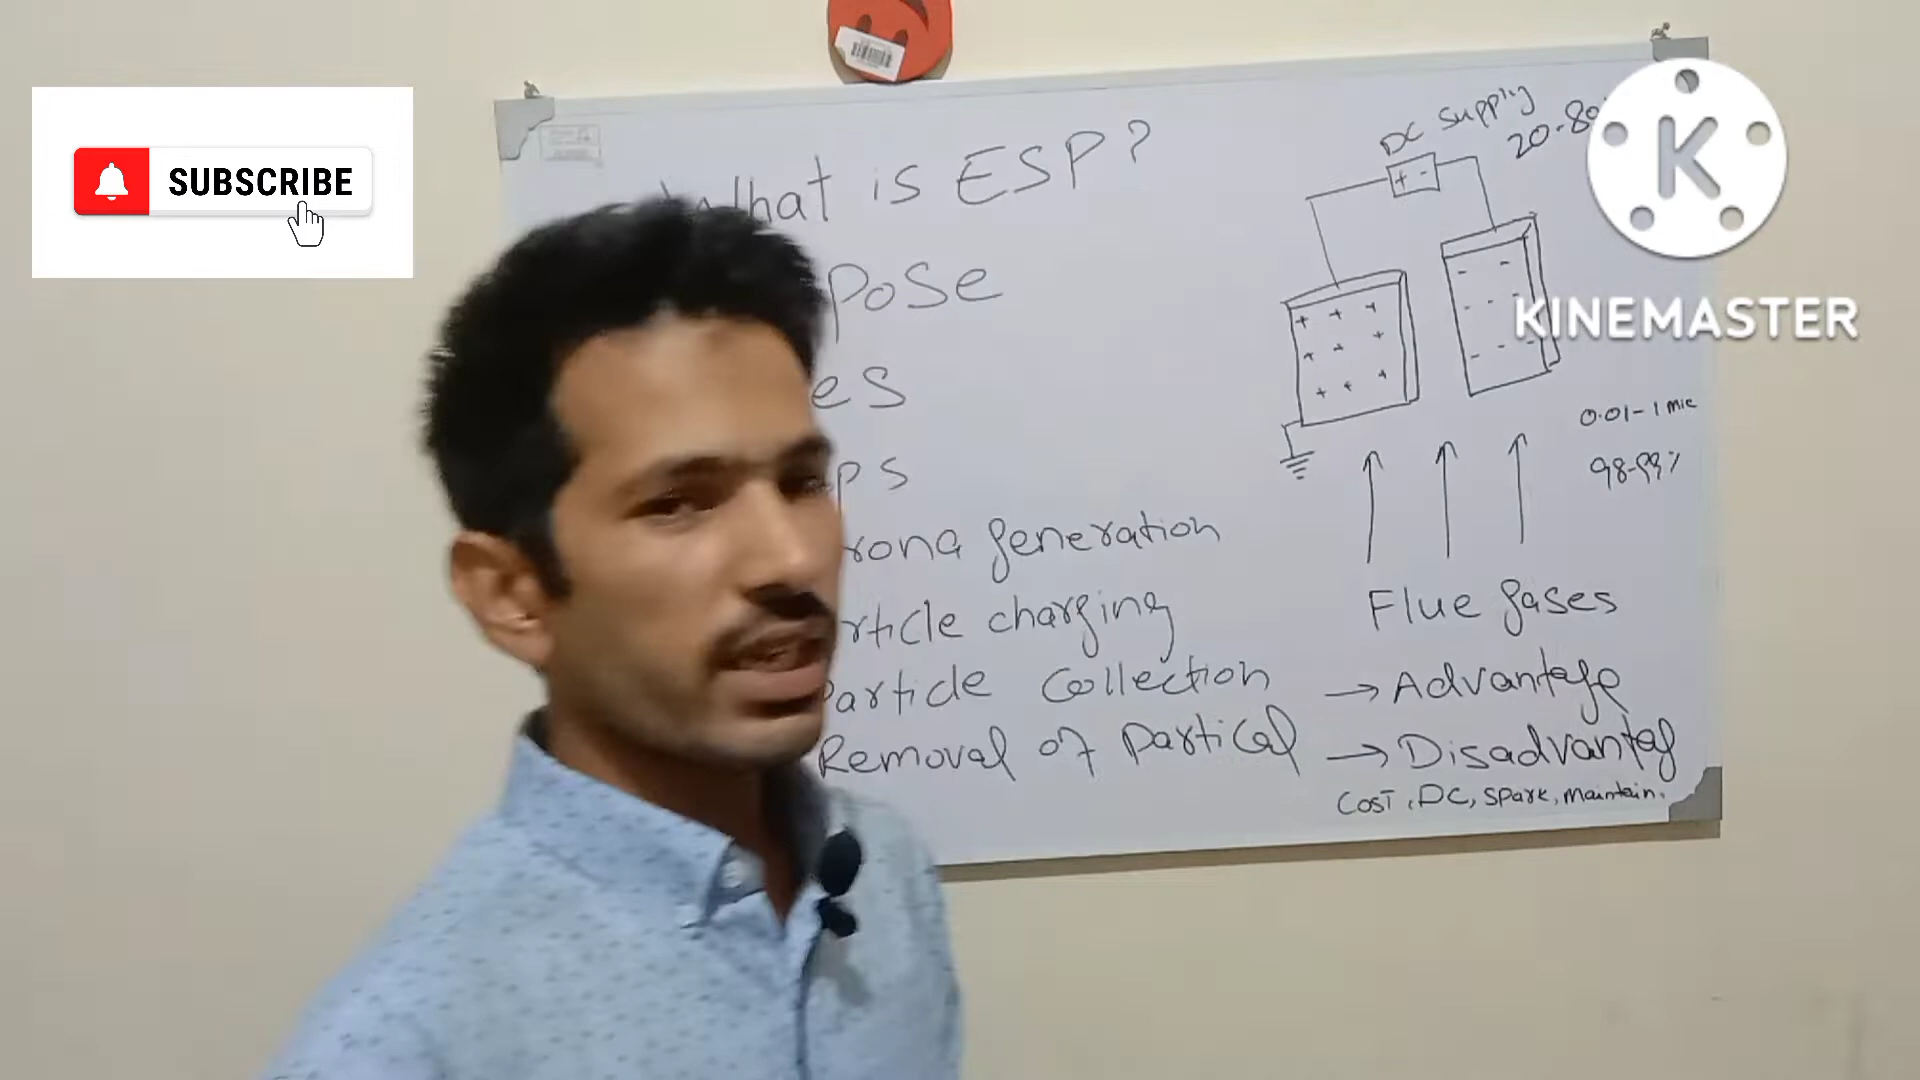 SUBSCRIBE
What is ESP?
pose
es
ps
rona generation
rticle charging
Particle Collection
Removal of Partical
DC Supply
20-80
+ -
+ + +
+ + +
+ + +
- -
- - -
- - -
0.01-1 mic
98-99%
Flue gases
→ Advantage
→ Disadvantag
Cost, DC, Spark, maintain.
K
KINEMASTER